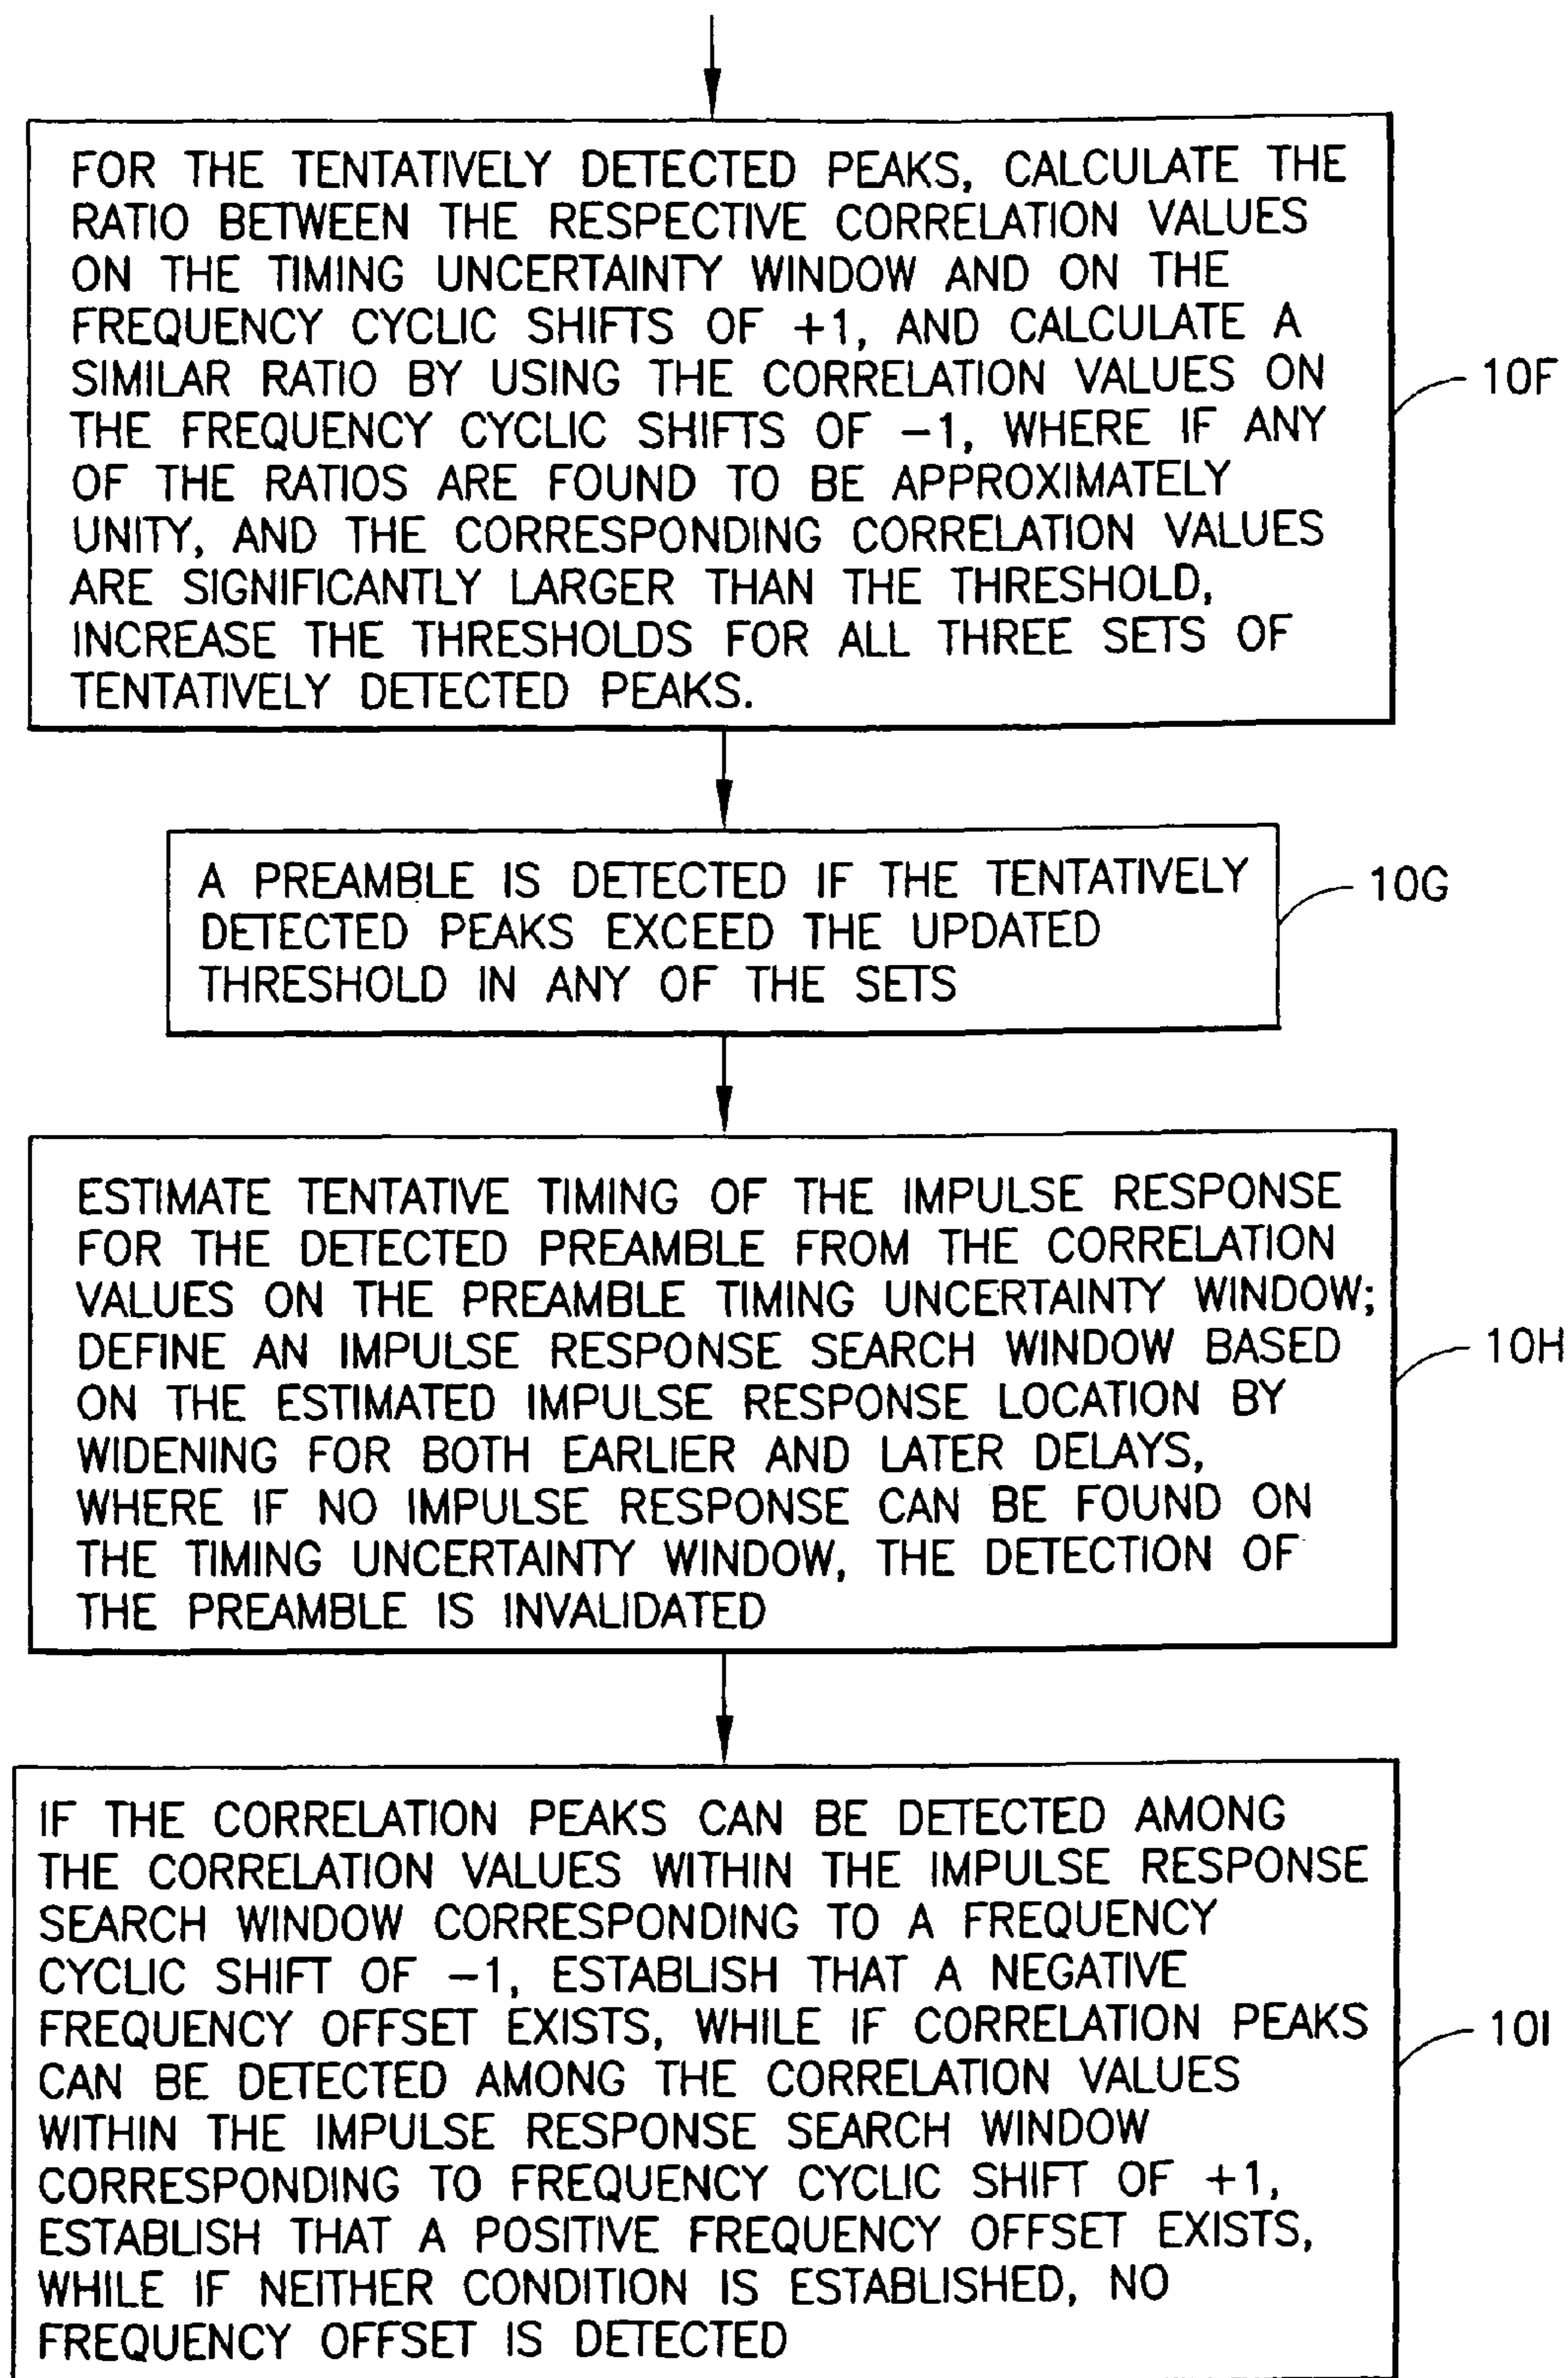 FOR THE TENTATIVELY DETECTED PEAKS, CALCULATE THE
RATIO BETWEEN THE RESPECTIVE CORRELATION VALUES
ON THE TIMING UNCERTAINTY WINDOW AND ON THE
FREQUENCY CYCLIC SHIFTS OF +1, AND CALCULATE A
SIMILAR RATIO BY USING THE CORRELATION VALUES ON
THE FREQUENCY CYCLIC SHIFTS OF -1, WHERE IF ANY
OF THE RATIOS ARE FOUND TO BE APPROXIMATELY
UNITY, AND THE CORRESPONDING CORRELATION VALUES
ARE SIGNIFICANTLY LARGER THAN THE THRESHOLD,
INCREASE THE THRESHOLDS FOR ALL THREE SETS OF
TENTATIVELY DETECTED PEAKS.
10F
A PREAMBLE IS DETECTED IF THE TENTATIVELY
DETECTED PEAKS EXCEED THE UPDATED
THRESHOLD IN ANY OF THE SETS
10G
ESTIMATE TENTATIVE TIMING OF THE IMPULSE RESPONSE
FOR THE DETECTED PREAMBLE FROM THE CORRELATION
VALUES ON THE PREAMBLE TIMING UNCERTAINTY WINDOW;
DEFINE AN IMPULSE RESPONSE SEARCH WINDOW BASED
ON THE ESTIMATED IMPULSE RESPONSE LOCATION BY
WIDENING FOR BOTH EARLIER AND LATER DELAYS,
WHERE IF NO IMPULSE RESPONSE CAN BE FOUND ON
THE TIMING UNCERTAINTY WINDOW, THE DETECTION OF
THE PREAMBLE IS INVALIDATED
10H
IF THE CORRELATION PEAKS CAN BE DETECTED AMONG
THE CORRELATION VALUES WITHIN THE IMPULSE RESPONSE
SEARCH WINDOW CORRESPONDING TO A FREQUENCY
CYCLIC SHIFT OF -1, ESTABLISH THAT A NEGATIVE
FREQUENCY OFFSET EXISTS, WHILE IF CORRELATION PEAKS
CAN BE DETECTED AMONG THE CORRELATION VALUES
WITHIN THE IMPULSE RESPONSE SEARCH WINDOW
CORRESPONDING TO FREQUENCY CYCLIC SHIFT OF +1,
ESTABLISH THAT A POSITIVE FREQUENCY OFFSET EXISTS,
WHILE IF NEITHER CONDITION IS ESTABLISHED, NO
FREQUENCY OFFSET IS DETECTED
10I